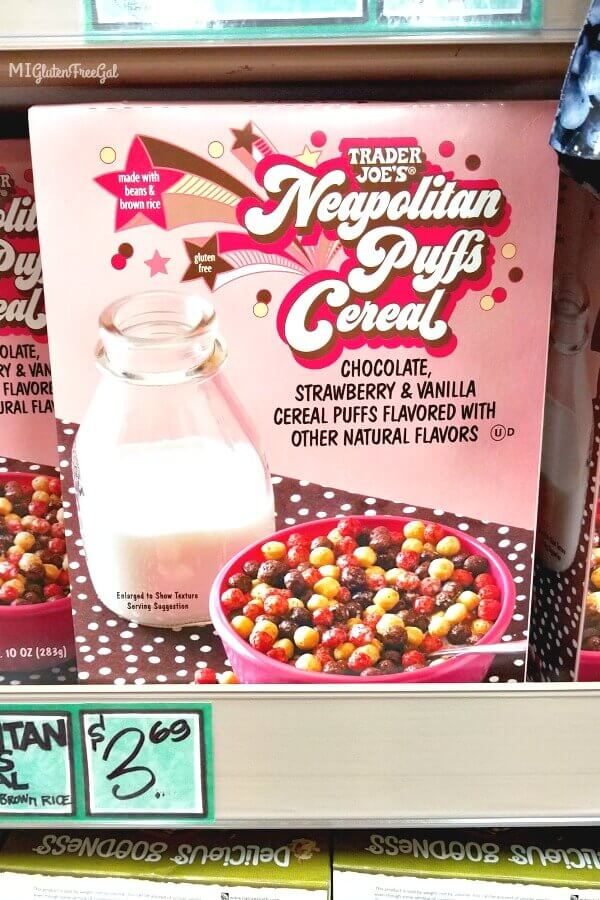 MIGlutenFreeGal
made with
beans &
brown rice
gluten
free
TRADER
JOE'S®
Neapolitan
Puffs
Cereal
CHOCOLATE,
STRAWBERRY & VANILLA
CEREAL PUFFS FLAVORED WITH
OTHER NATURAL FLAVORS Ⓤ D
Enlarged to Show Texture
Serving Suggestion
10 OZ (283g)
$3.69
BROWN RICE
DELICIOUS GOODNESS
DELICIOUS GOODNESS